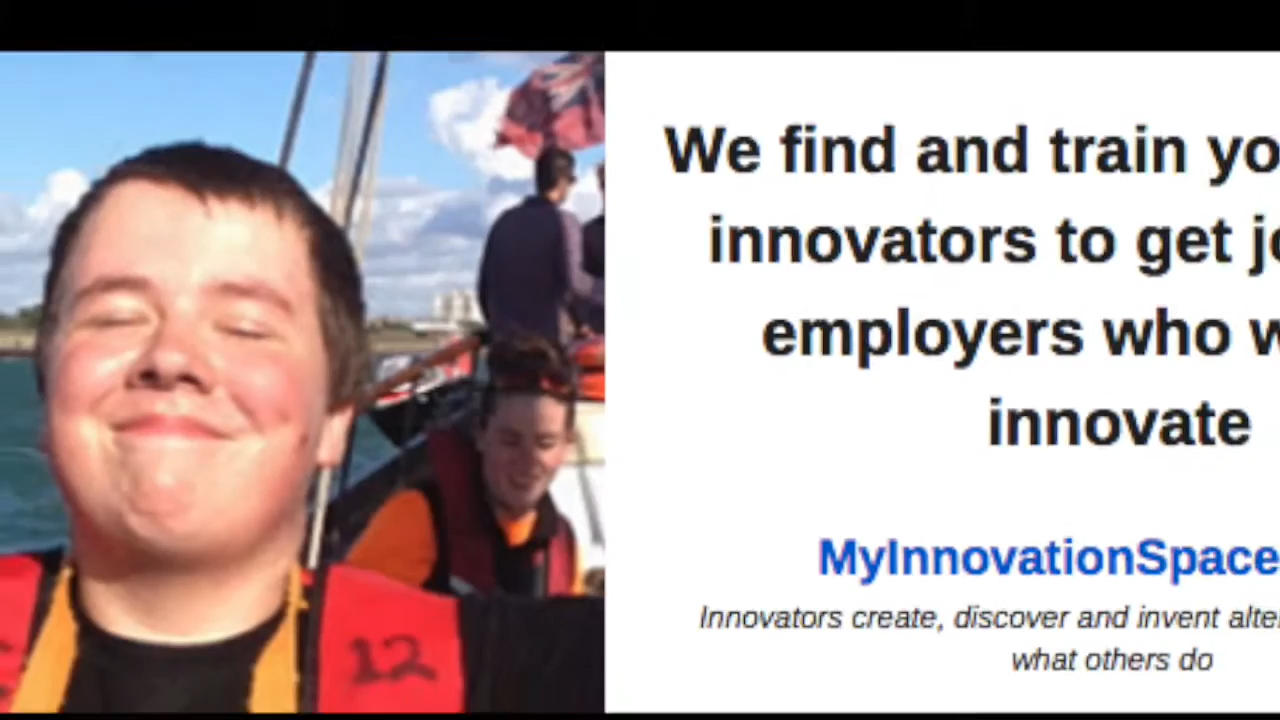 We find and train yo
innovators to get jo
employers who w
innovate
MyInnovationSpace
Innovators create, discover and invent alte
what others do
12